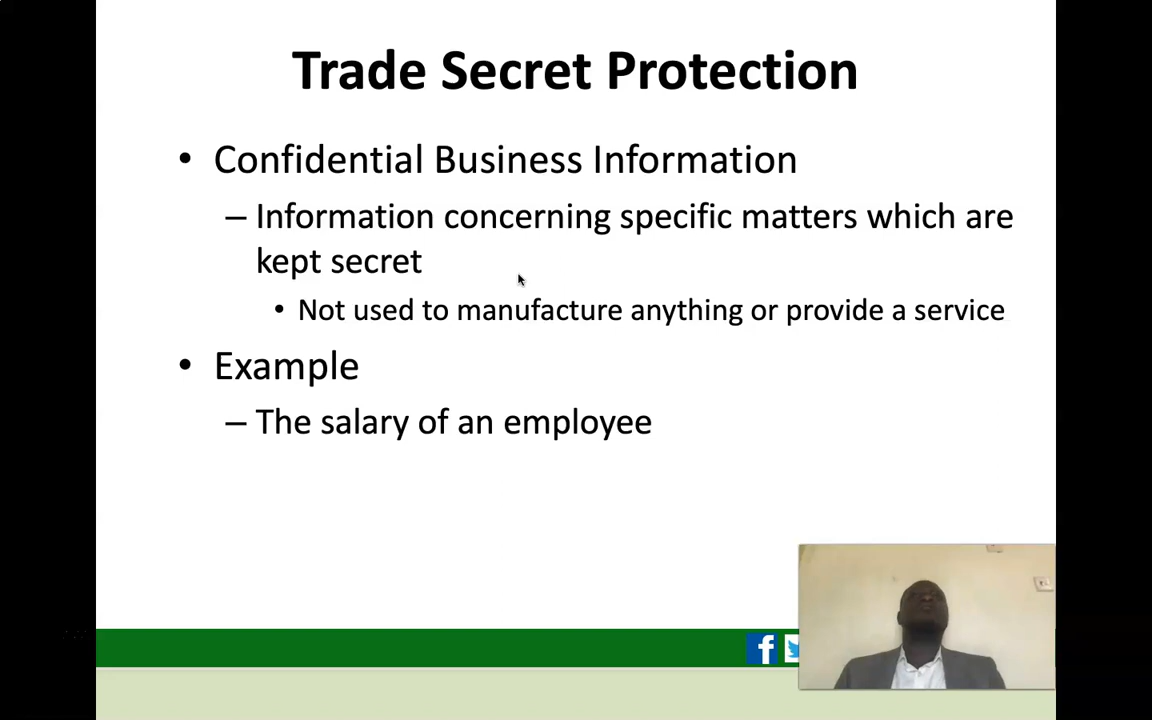 Trade Secret Protection
• Confidential Business Information
– Information concerning specific matters which are
kept secret
• Not used to manufacture anything or provide a service
• Example
– The salary of an employee
f